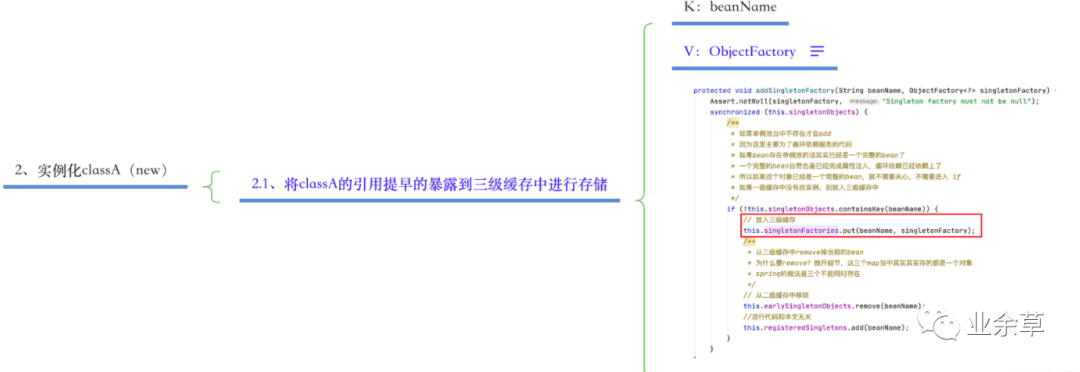 K：beanName
V：ObjectFactory
2、实例化classA（new）
2.1、将classA的引用提早的暴露到三级缓存中进行存储
protected void addSingletonFactory(String beanName, ObjectFactory<?> singletonFactory)
Assert.notNull(singletonFactory, message: "Singleton factory must not be null");
synchronized (this.singletonObjects) {
/**
* 如果单例池当中不存在才会add
* 因为这里主要为了循环依赖服务的代码
* 如果bean存在单例池的话其实已经是一个完整的bean了
* 一个完整的bean自然也是已经完成属性注入，循环依赖已经依赖上了
* 所以如果这个对象已经是一个完整的bean，就不需要关心，不需要进入 if
* 如果一级缓存中没有改实例，则放入三级缓存中
*/
if (!this.singletonObjects.containsKey(beanName)) {
// 放入三级缓存
this.singletonFactories.put(beanName, singletonFactory);
/**
* 从三级缓存中remove掉当前的bean
* 为什么要remove？抛开细节，这三个map当中其实其实存的都是一个对象
* spring的做法是三个不能同时存在
*/
// 从二级缓存中移除
this.earlySingletonObjects.remove(beanName);
//这行代码和本文无关
this.registeredSingletons.add(beanName);
}
}
业余草